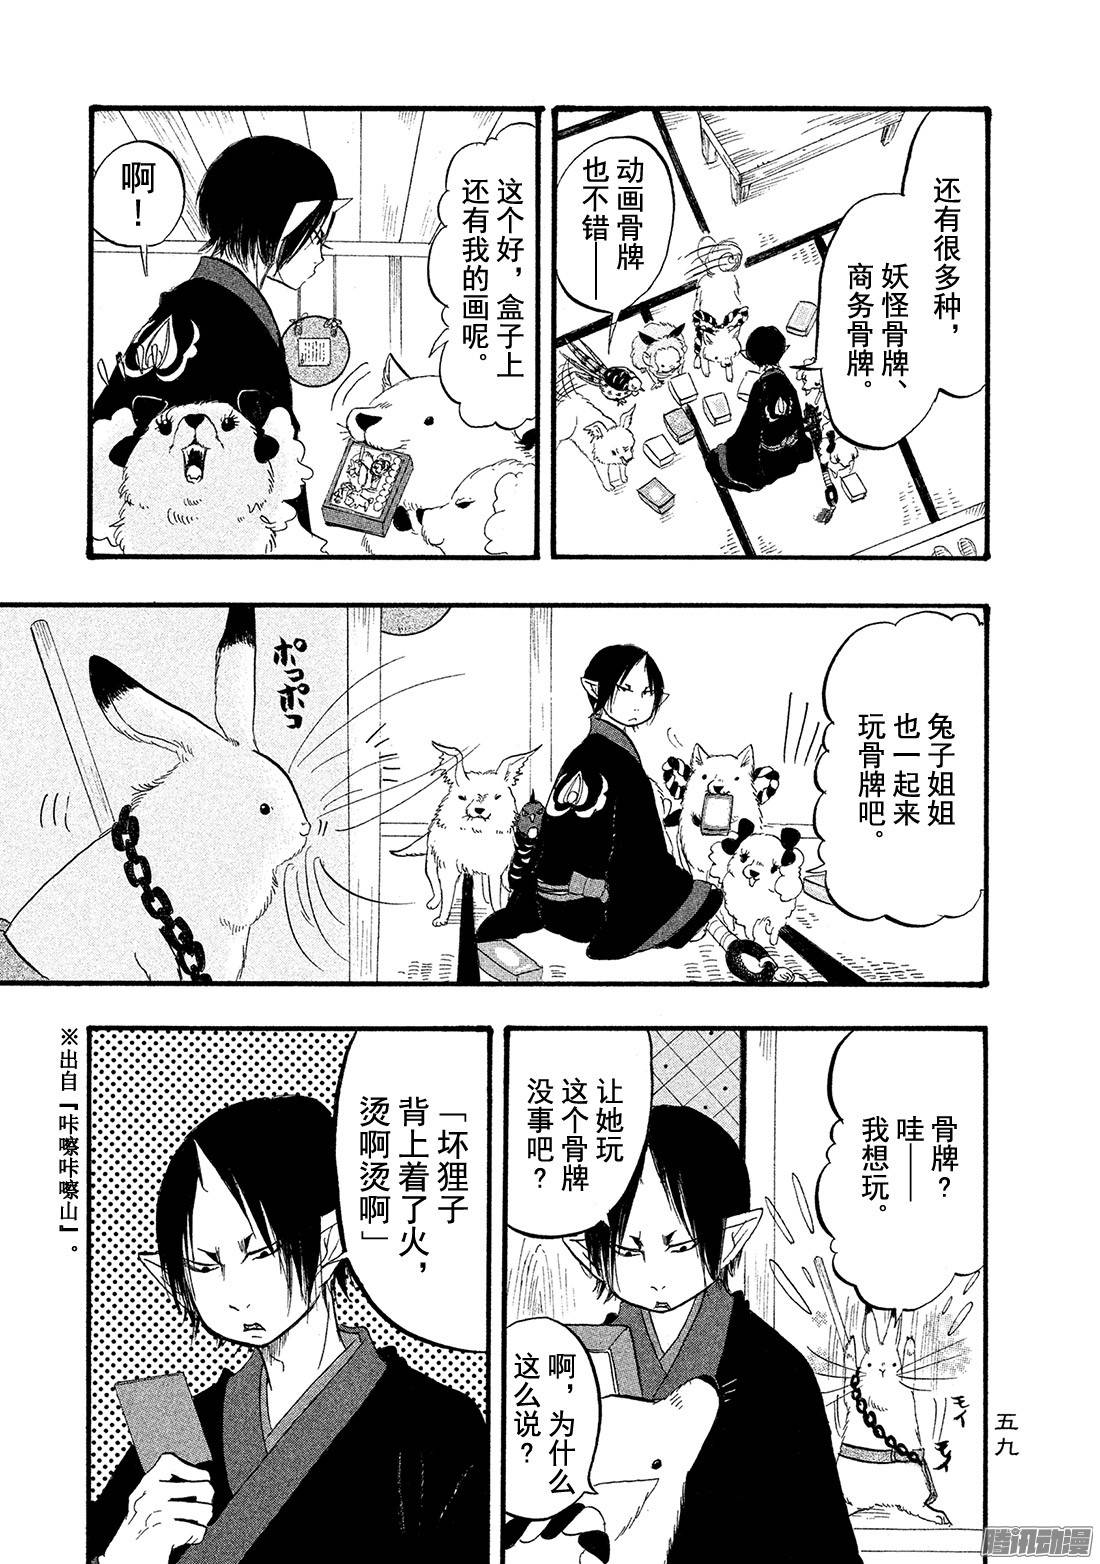 还有很多种，
妖怪骨牌、
商务骨牌。
动画骨牌
也不错——
这个好，盒子上
还有我的画呢。
啊！
兔子姐姐
也一起来
玩骨牌吧。
ポコポコ
骨牌？
哇——
我想玩。
モイ
モイ
让她玩
这个骨牌
没事吧？
啊，为什么
这么说？
「坏狸子
背上着了火，
烫啊烫啊」
※出自『咔嚓咔嚓山』。
五九
腾讯动漫